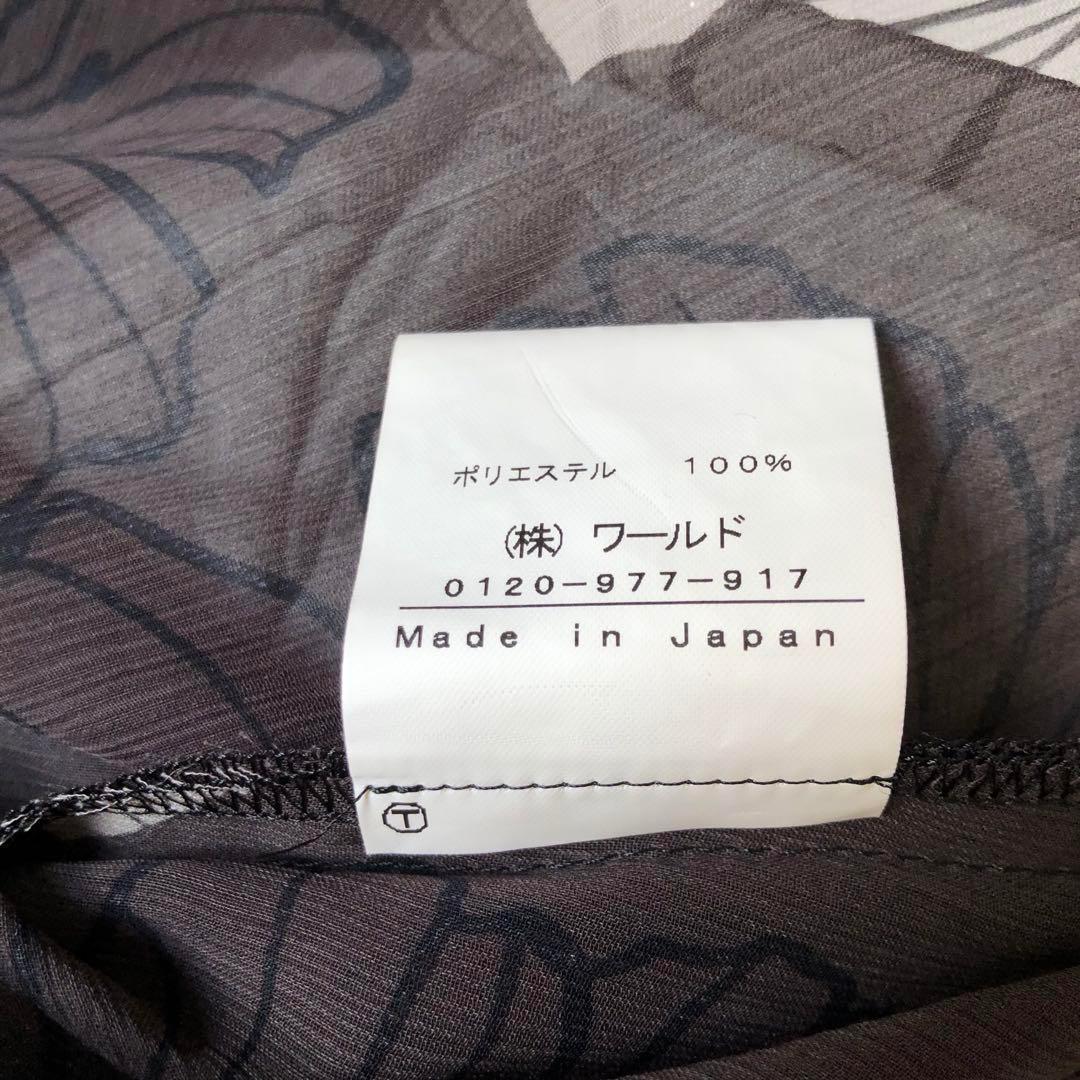 ポリエステル 100%
(株) ワールド
0120-977-917
Made in Japan
T